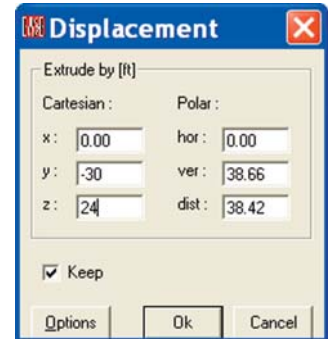 Displacement
Extrude by [ft]
Cartesian : Polar :
x : 0.00 hor : 0.00
y : -30 ver : 38.66
z : 24 dist : 38.42
Keep
Options Ok Cancel